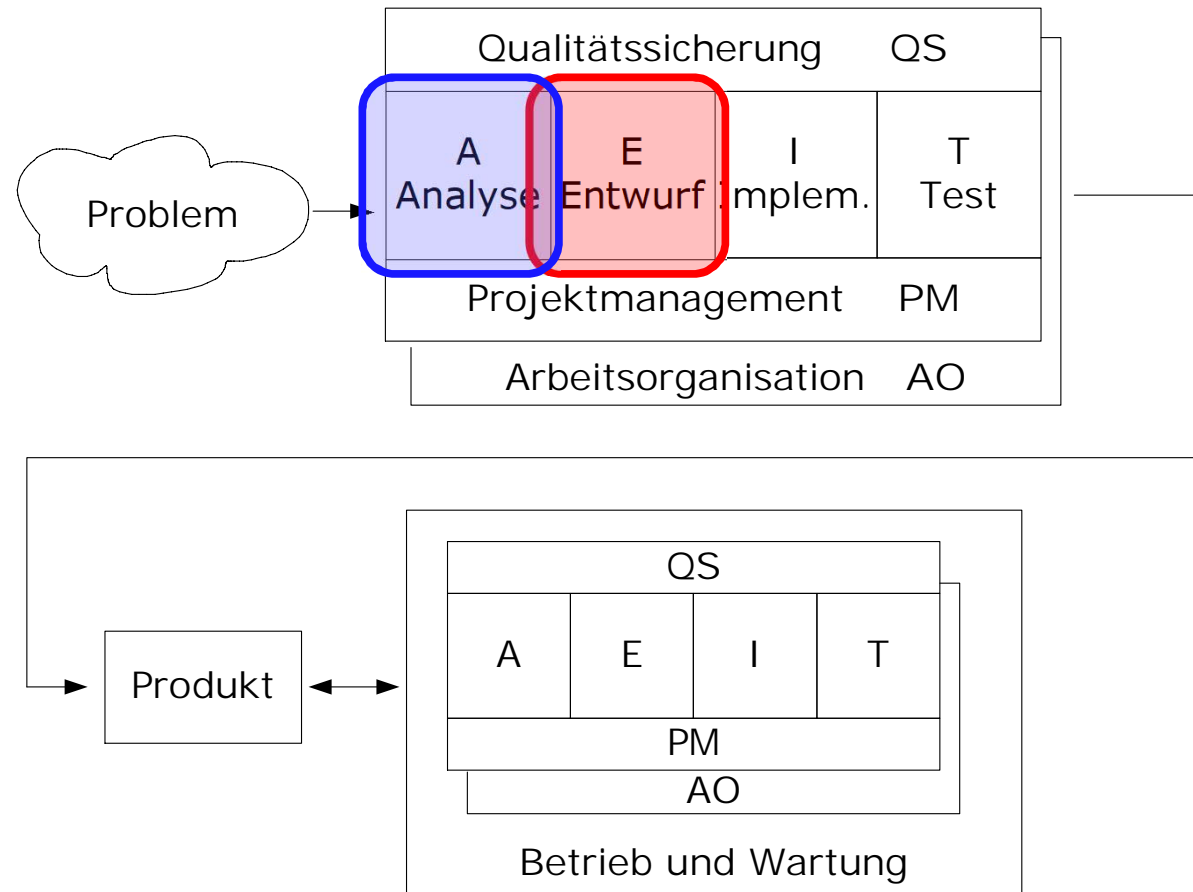 Qualitätssicherung QS
Problem
A
Analyse
E
Entwurf
I
Implem.
T
Test
Projektmanagement PM
Arbeitsorganisation AO
Produkt
QS
A E I T
PM
AO
Betrieb und Wartung